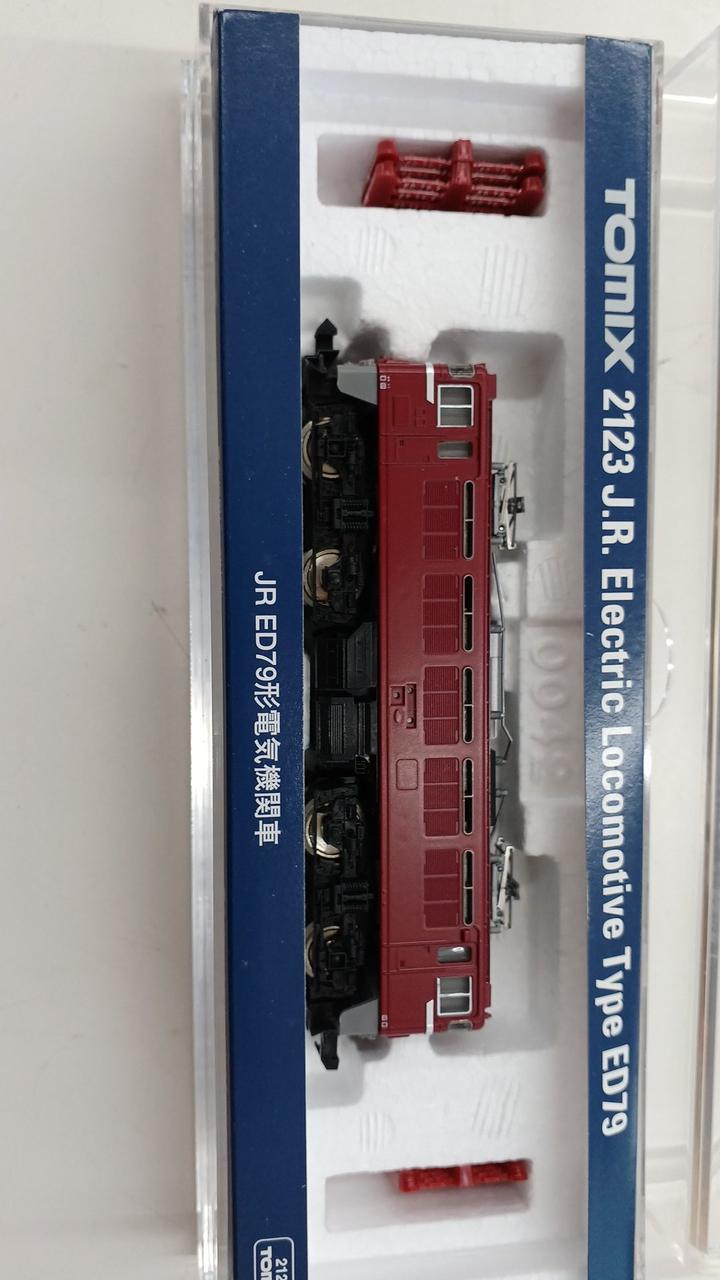 TOMIX 2123 J.R. Electric Locomotive Type ED79
JR ED79形電気機関車